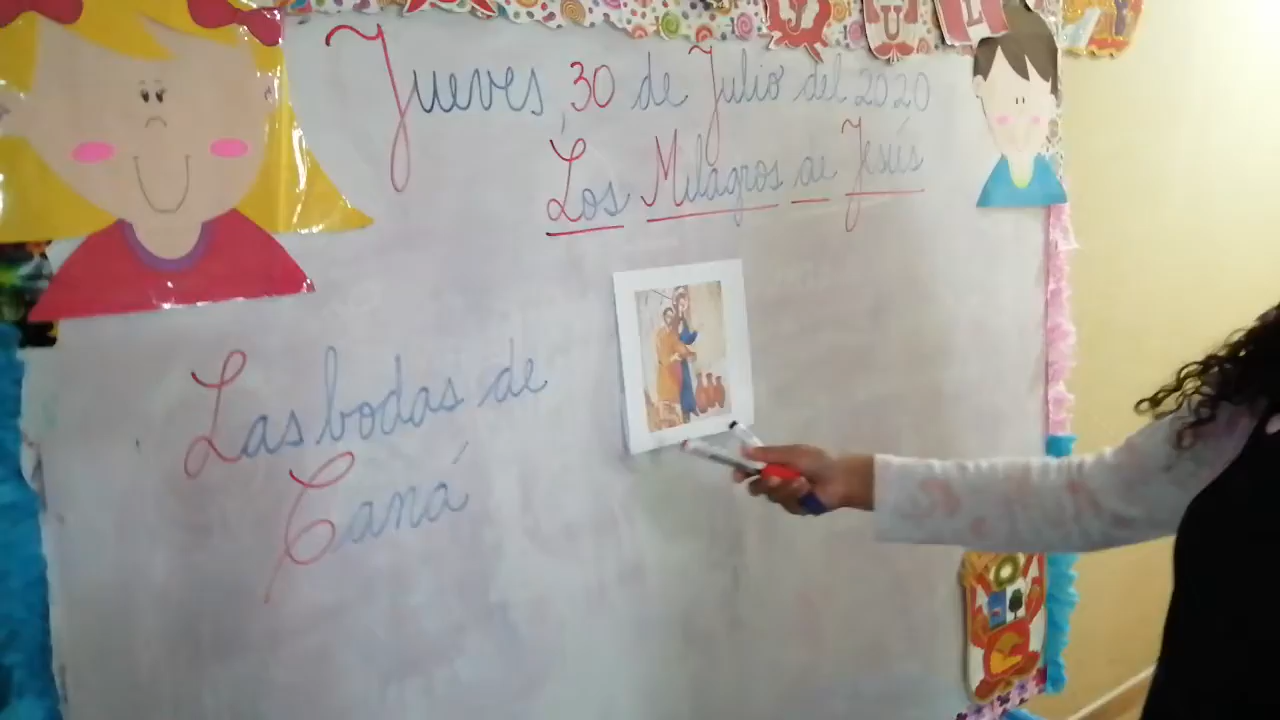 Jueves, 30 de Julio del 2020
Los Milagros de Jesús
Las bodas de
Caná